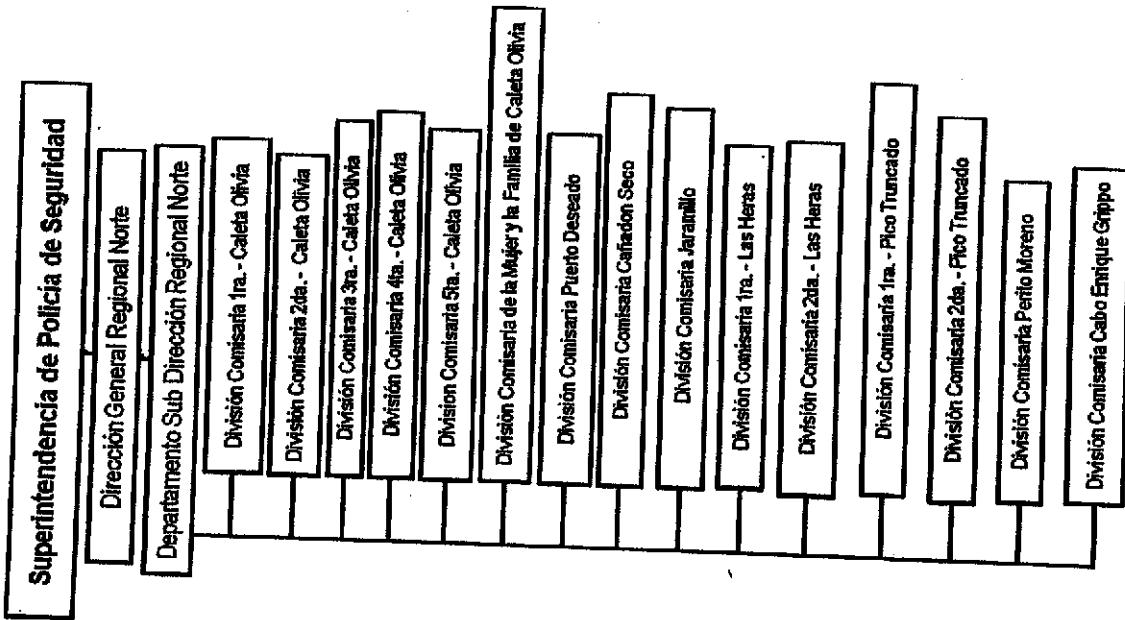 Superintendencia de Policía de Seguridad
Dirección General Regional Norte
Departamento Sub Dirección Regional Norte
División Comisaría 1ra. - Caleta Olivia
División Comisaría 2da. - Caleta Olivia
División Comisaría 3ra. - Caleta Olivia
División Comisaría 4ta. - Caleta Olivia
División Comisaría 5ta. - Caleta Olivia
División Comisaría de la Mujer y la Familia de Caleta Olivia
División Comisaría Puerto Deseado
División Comisaría Cañadon Seco
División Comisaría Jaramillo
División Comisaría 1ra. - Las Heras
División Comisaría 2da. - Las Heras
División Comisaría 1ra. - Pico Truncado
División Comisaría 2da. - Pico Truncado
División Comisaría Perito Moreno
División Comisaría Cabo Enrique Grippo